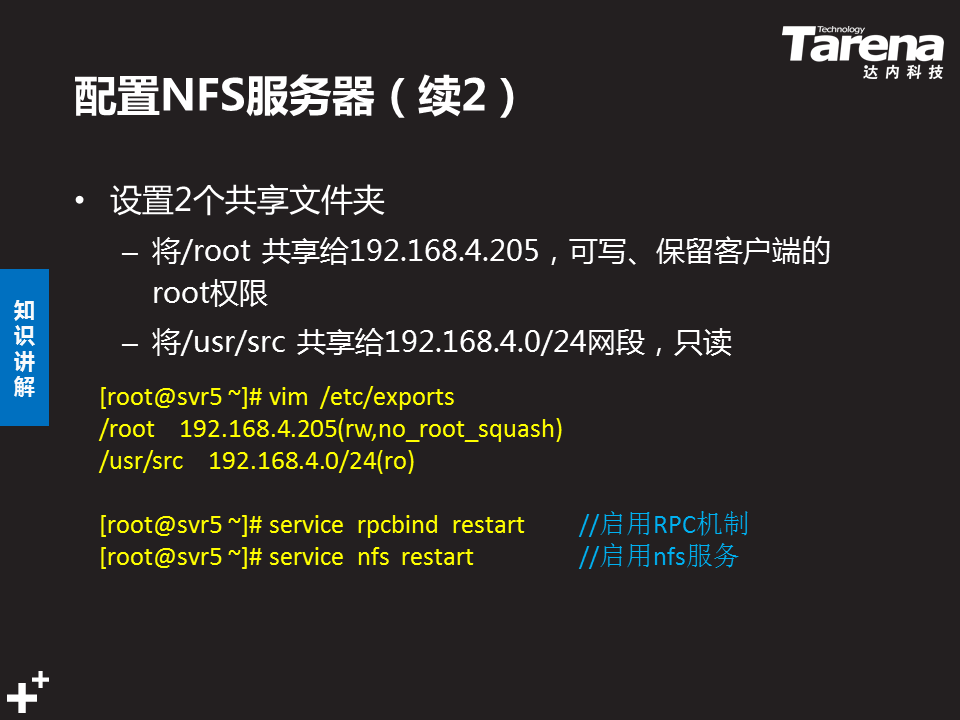 Technology
Tarena
达内科技
配置NFS服务器（续2）
• 设置2个共享文件夹
– 将/root 共享给192.168.4.205，可写、保留客户端的
root权限
– 将/usr/src 共享给192.168.4.0/24网段，只读
知识讲解
[root@svr5 ~]# vim /etc/exports
/root 192.168.4.205(rw,no_root_squash)
/usr/src 192.168.4.0/24(ro)
[root@svr5 ~]# service rpcbind restart //启用RPC机制
[root@svr5 ~]# service nfs restart //启用nfs服务